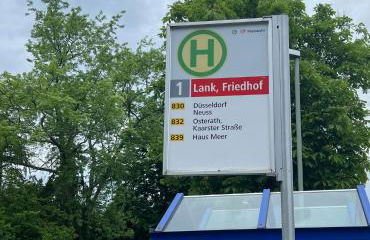 H
1 Lank, Friedhof
830 Düsseldorf
Neuss
832 Osterath,
Kaarster Straße
839 Haus Meer